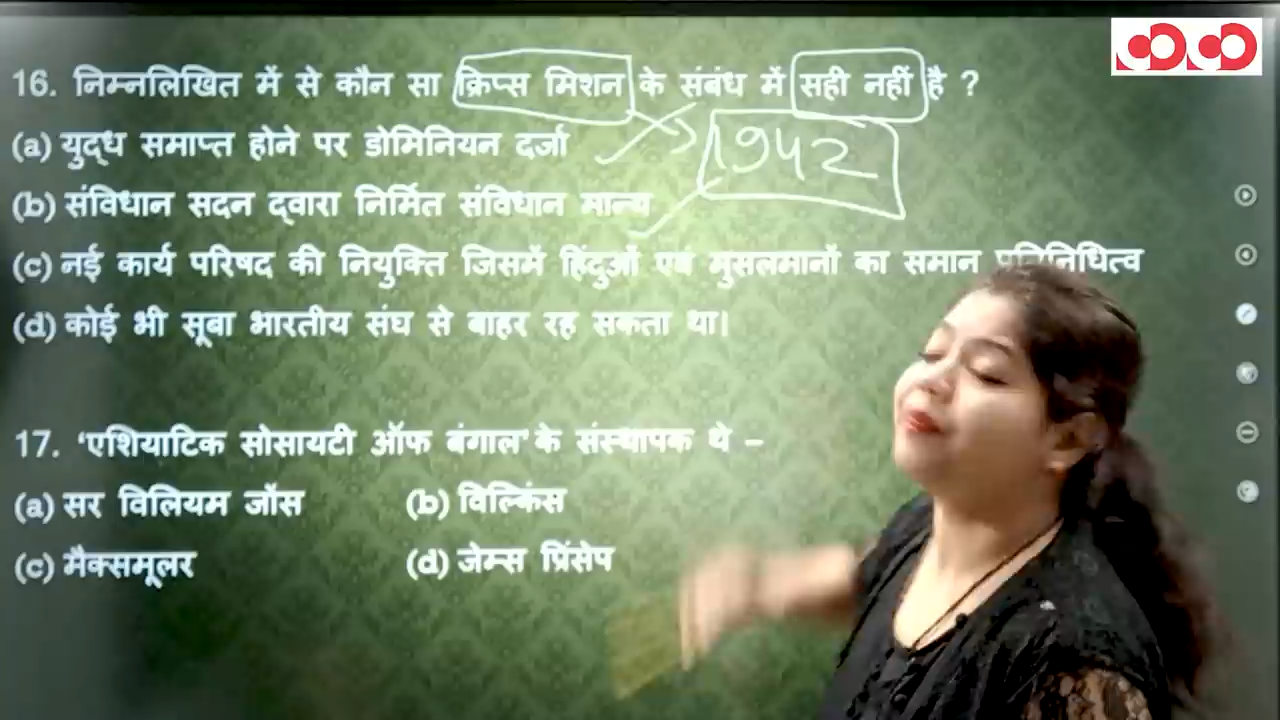 16. निम्नलिखित में से कौन सा क्रिप्स मिशन के संबंध में सही नहीं है ?
(a) युद्ध समाप्त होने पर डोमिनियन दर्जा
1942
(b) संविधान सदन द्वारा निर्मित संविधान मान्य
(c) नई कार्य परिषद की नियुक्ति जिसमें हिंदुओं एवं मुसलमानों का समान प्रतिनिधित्व
(d) कोई भी सूबा भारतीय संघ से बाहर रह सकता था।
17. ‘एशियाटिक सोसायटी ऑफ बंगाल’ के संस्थापक थे –
(a) सर विलियम जोंस (b) विल्किंस
(c) मैक्समूलर (d) जेम्स प्रिंसेप